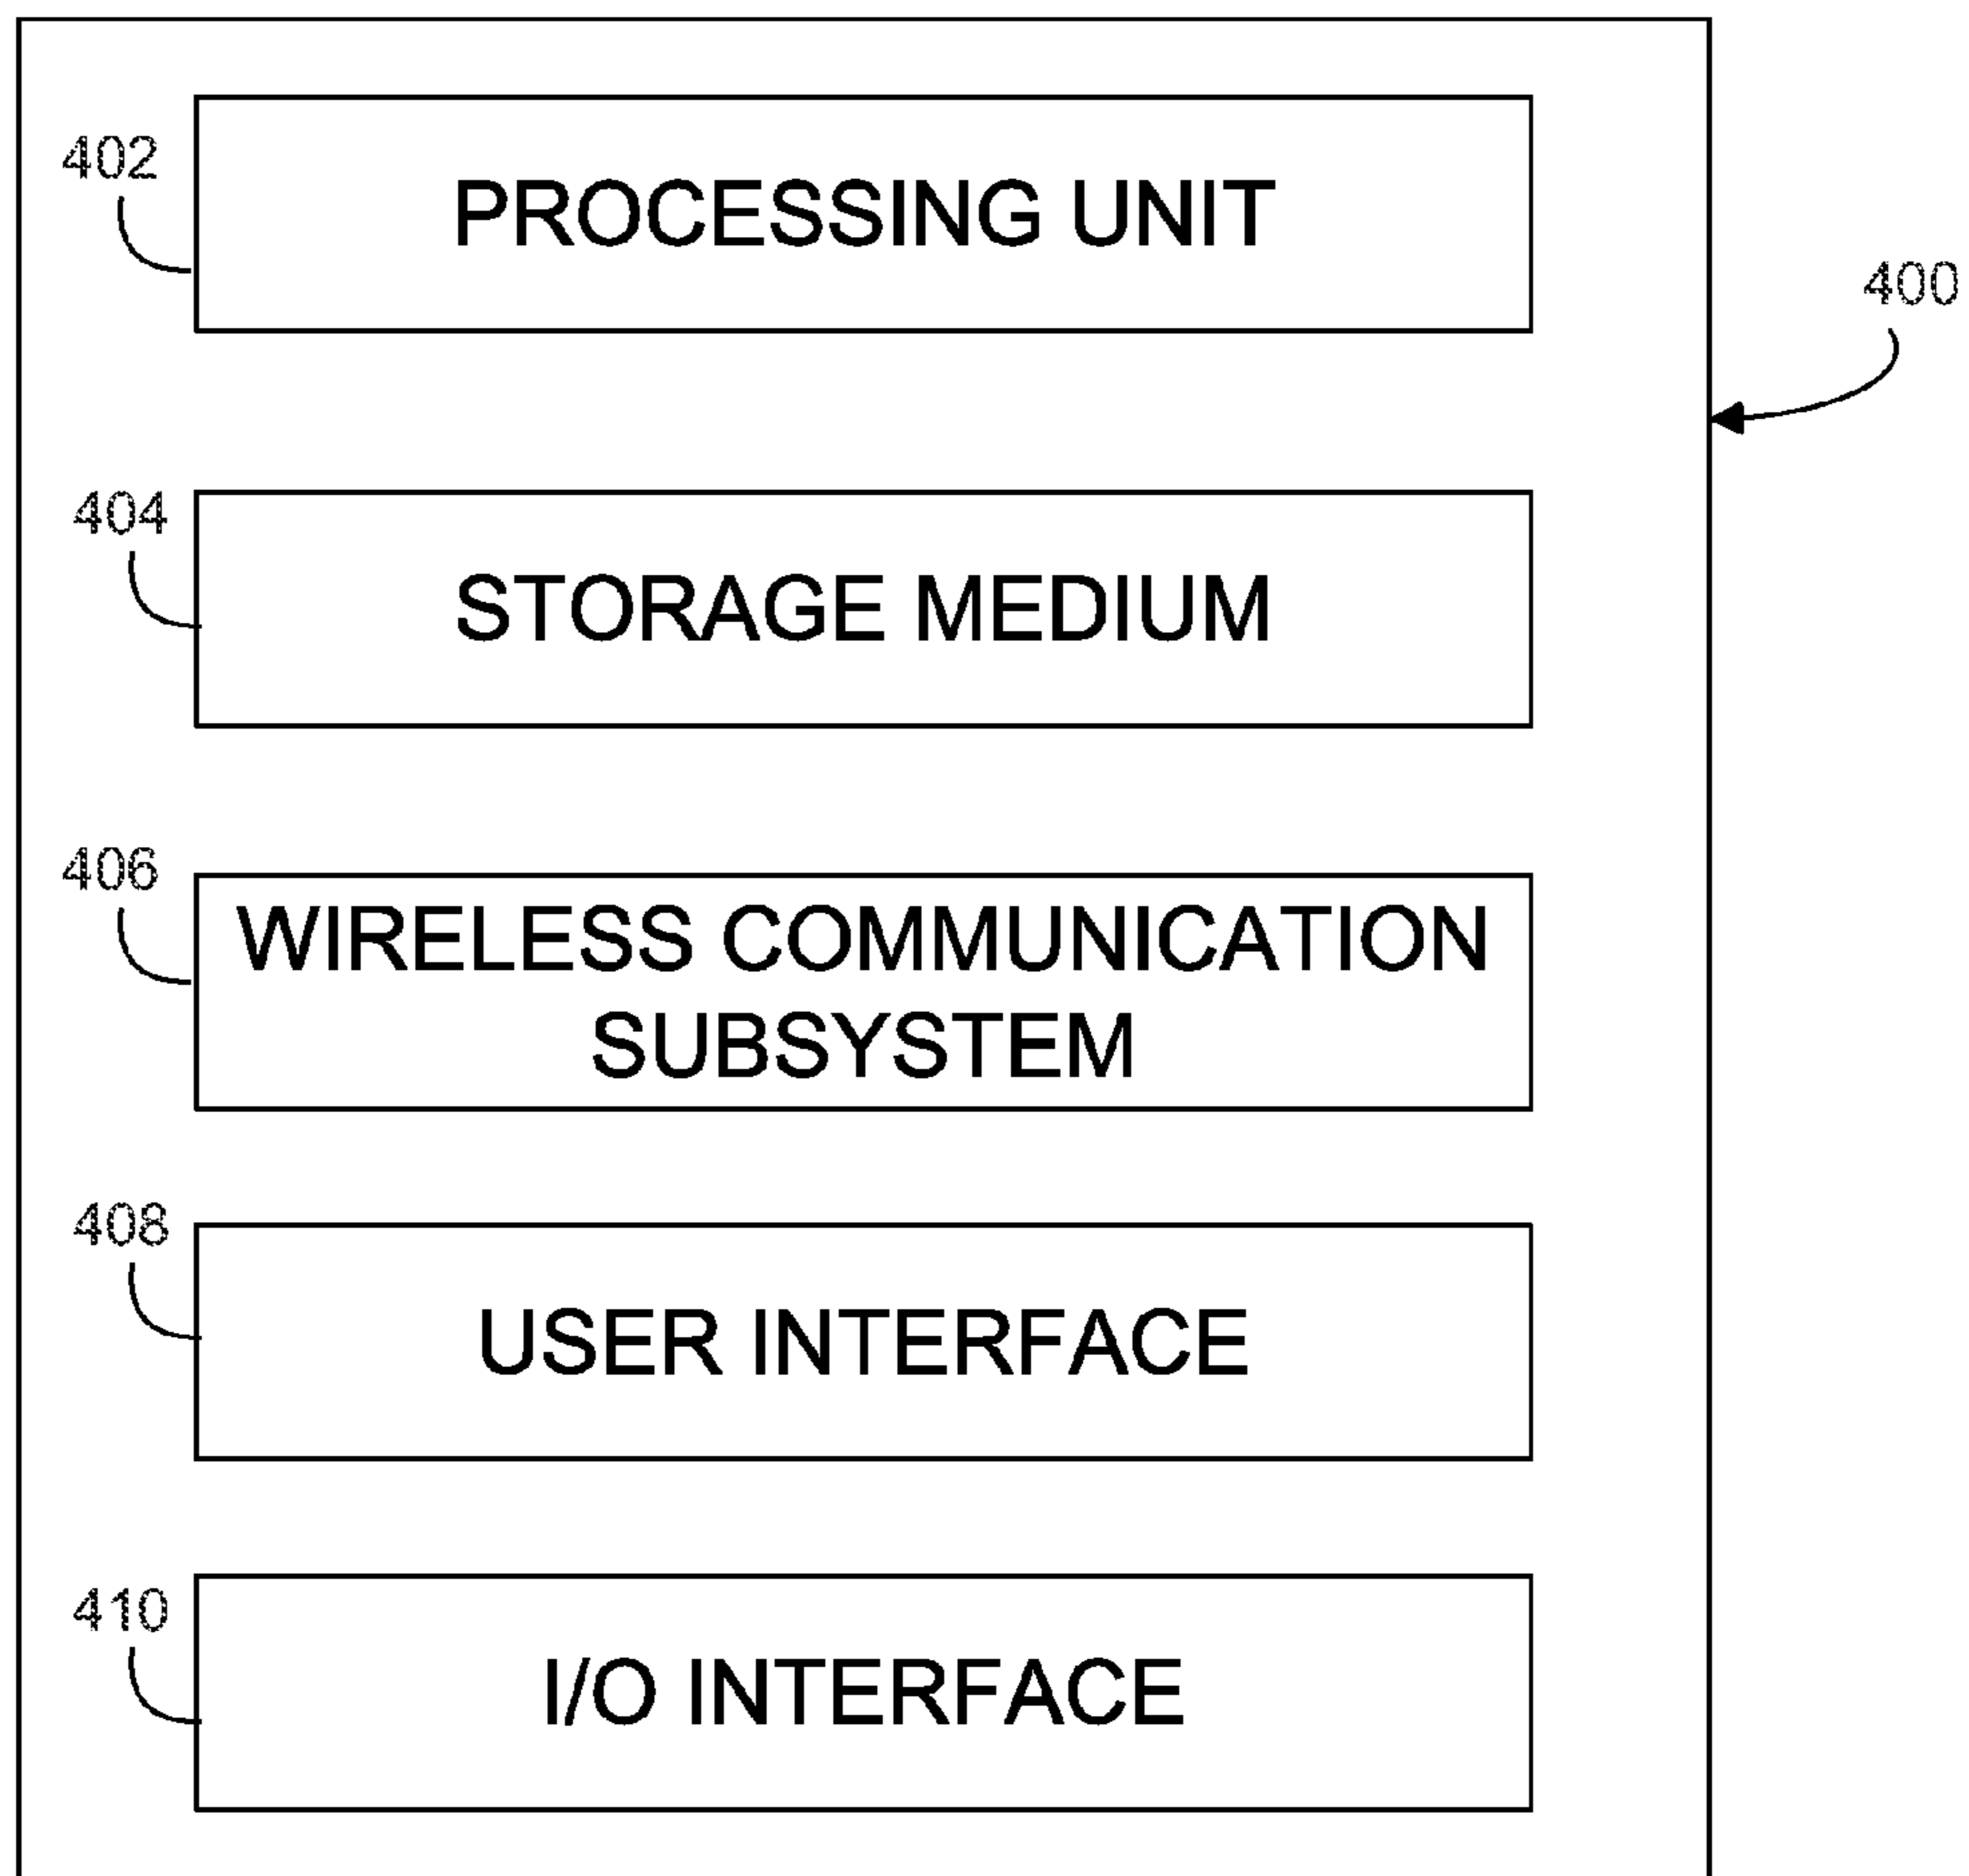 402
PROCESSING UNIT
400
404
STORAGE MEDIUM
406
WIRELESS COMMUNICATION
SUBSYSTEM
408
USER INTERFACE
410
I/O INTERFACE